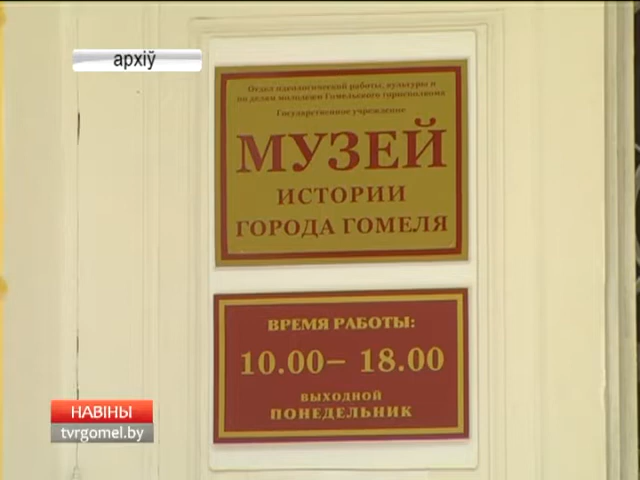 архіў
Отдел идеологической работы, культуры и
по делам молодежи Гомельского горисполкома
Государственное учреждение
МУЗЕЙ
ИСТОРИИ
ГОРОДА ГОМЕЛЯ
ВРЕМЯ РАБОТЫ:
10.00– 18.00
ВЫХОДНОЙ
ПОНЕДЕЛЬНИК
НАВІНЫ
tvrgomel.by